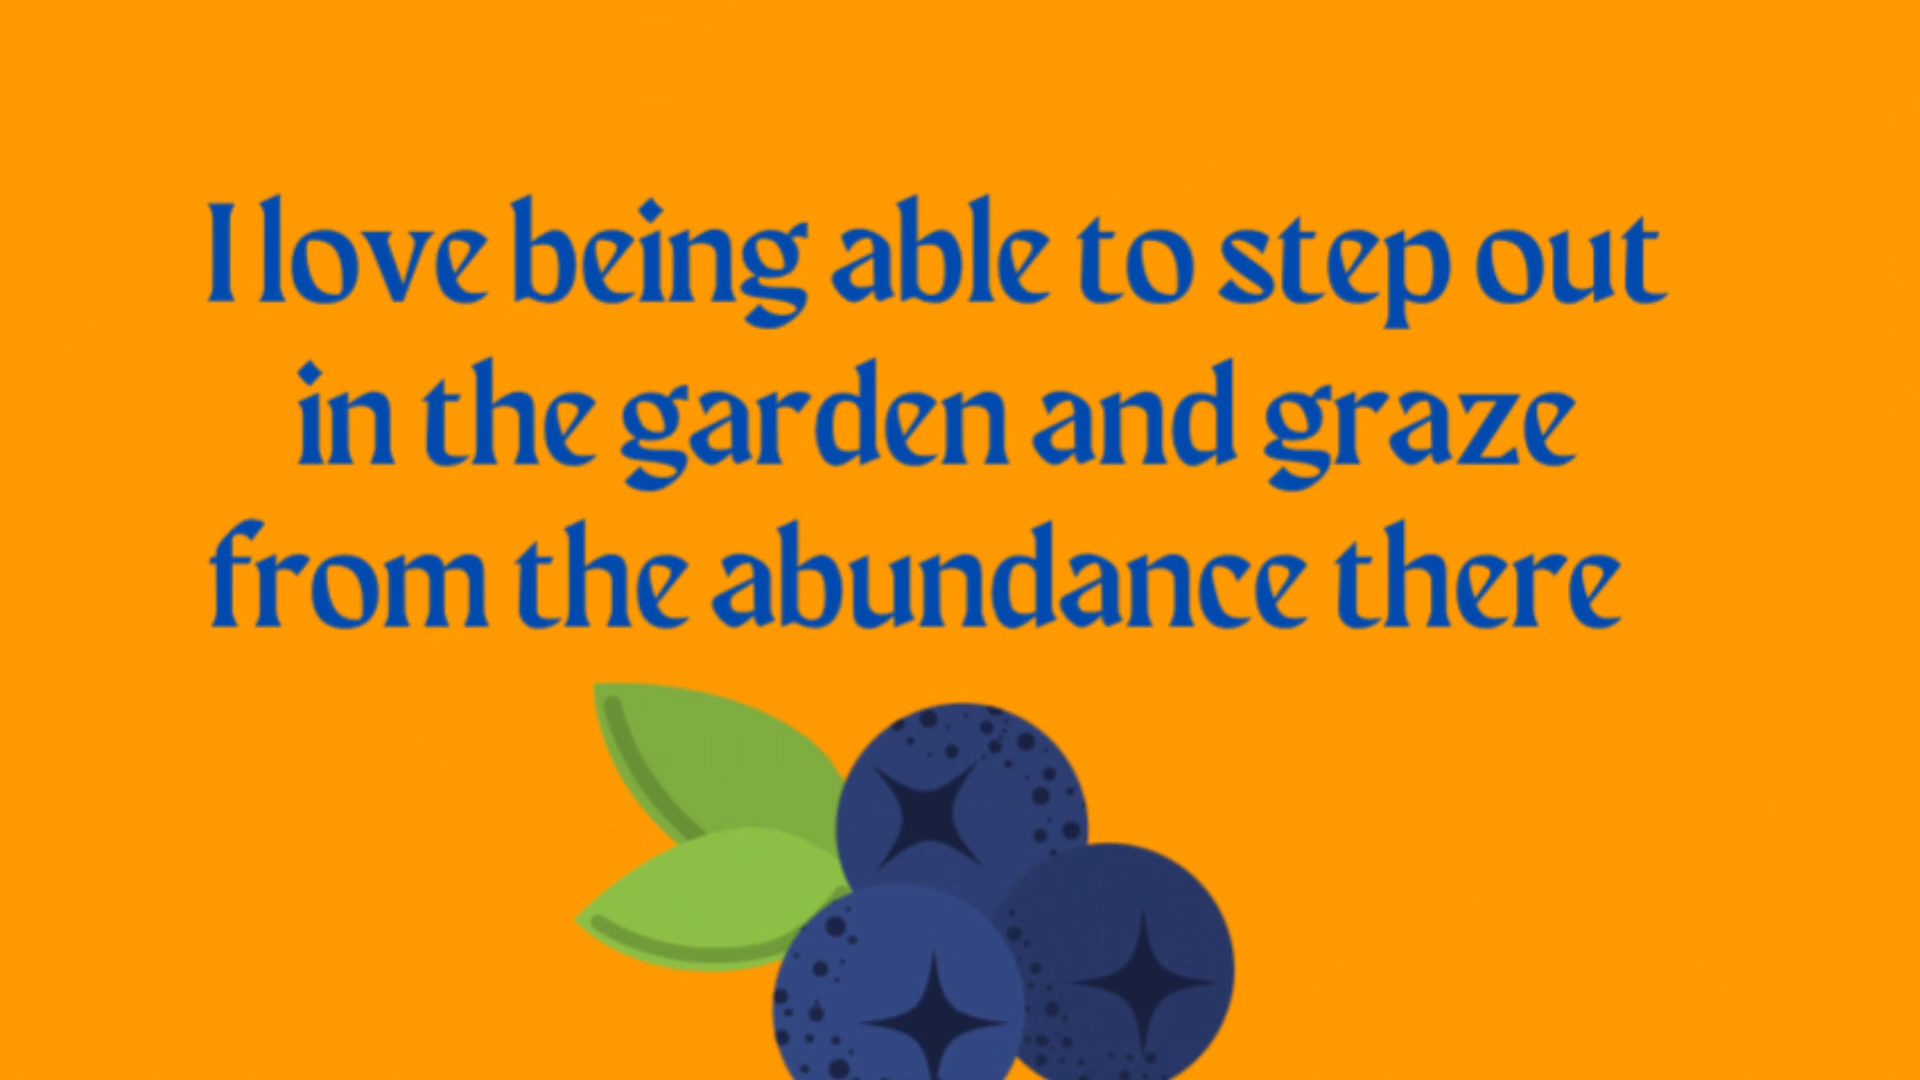 I love being able to step out
in the garden and graze
from the abundance there